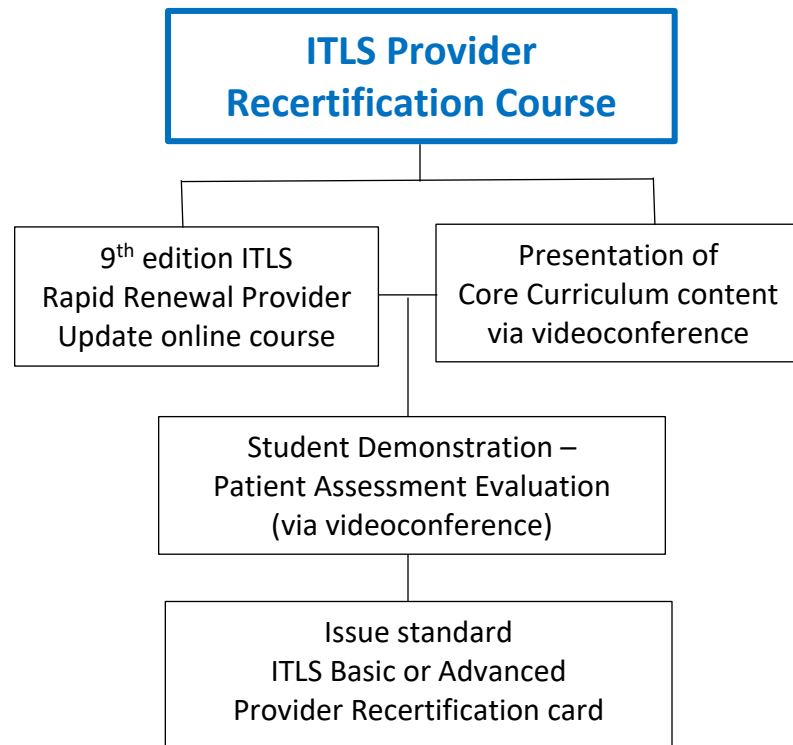 ITLS Provider
Recertification Course
9th edition ITLS
Rapid Renewal Provider
Update online course
Presentation of
Core Curriculum content
via videoconference
Student Demonstration –
Patient Assessment Evaluation
(via videoconference)
Issue standard
ITLS Basic or Advanced
Provider Recertification card